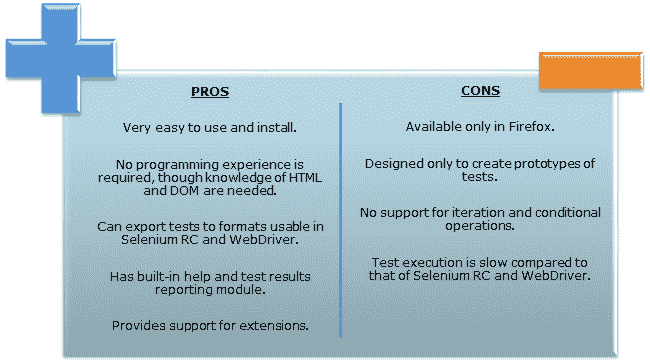 PROS
Very easy to use and install.
No programming experience is
required, though knowledge of HTML
and DOM are needed.
Can export tests to formats usable in
Selenium RC and WebDriver.
Has built-in help and test results
reporting module.
Provides support for extensions.
CONS
Available only in Firefox.
Designed only to create prototypes of
tests.
No support for iteration and conditional
operations.
Test execution is slow compared to
that of Selenium RC and WebDriver.